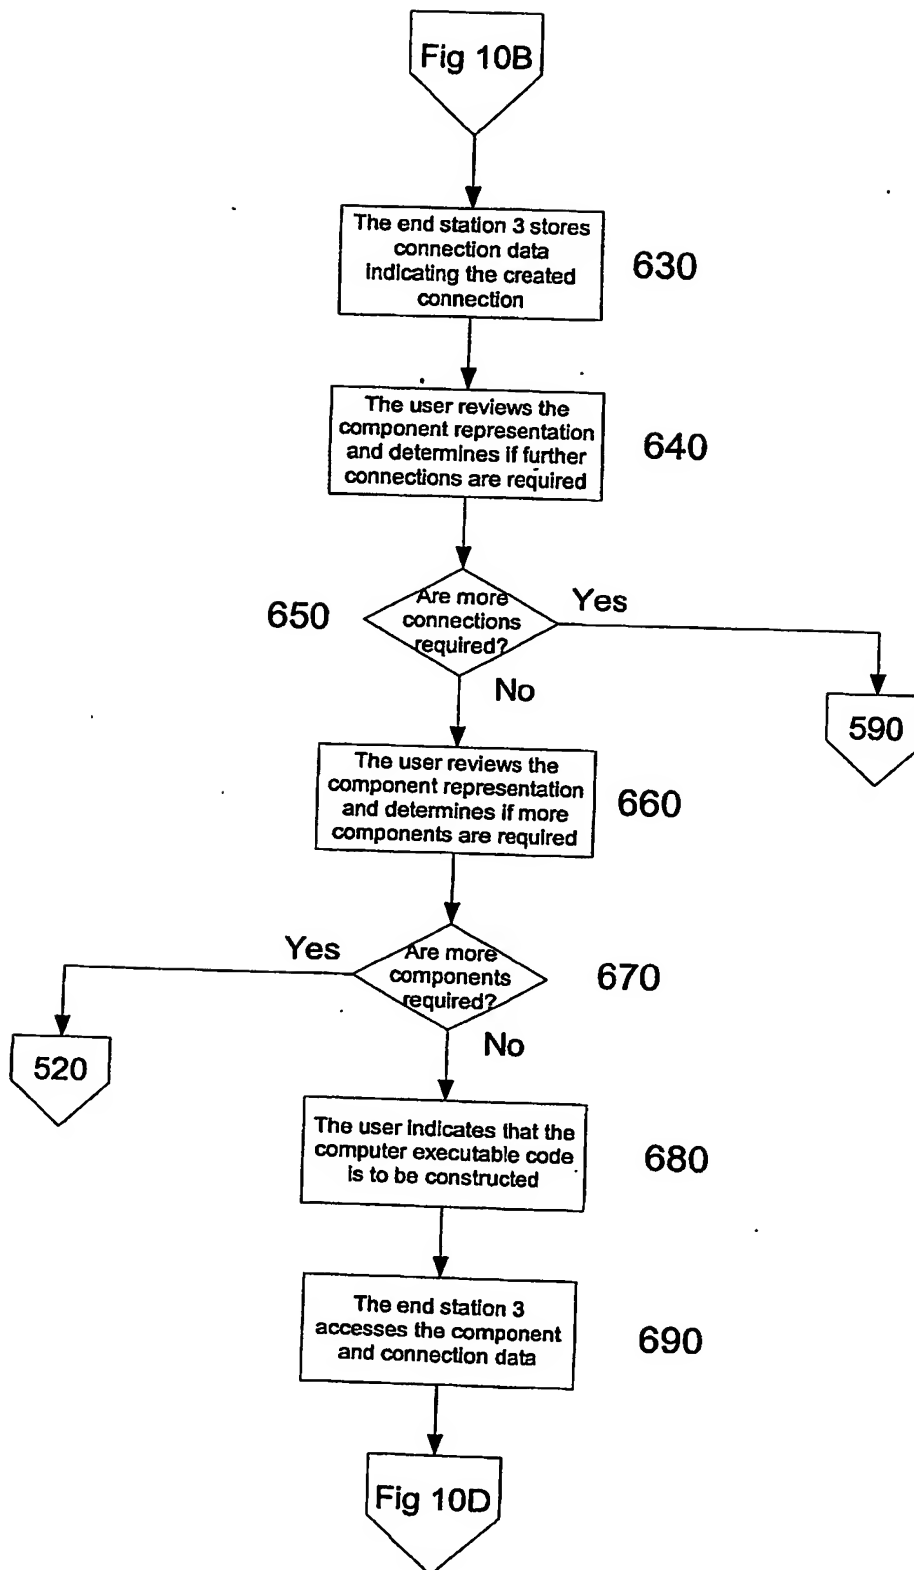 Fig 10B
The end station 3 stores
connection data
indicating the created
connection
630
The user reviews the
component representation
and determines if further
connections are required
640
650
Are more
connections
required?
Yes
No
590
The user reviews the
component representation
and determines if more
components are required
660
Yes
Are more
components
required?
670
No
520
The user indicates that the
computer executable code
is to be constructed
680
The end station 3
accesses the component
and connection data
690
Fig 10D